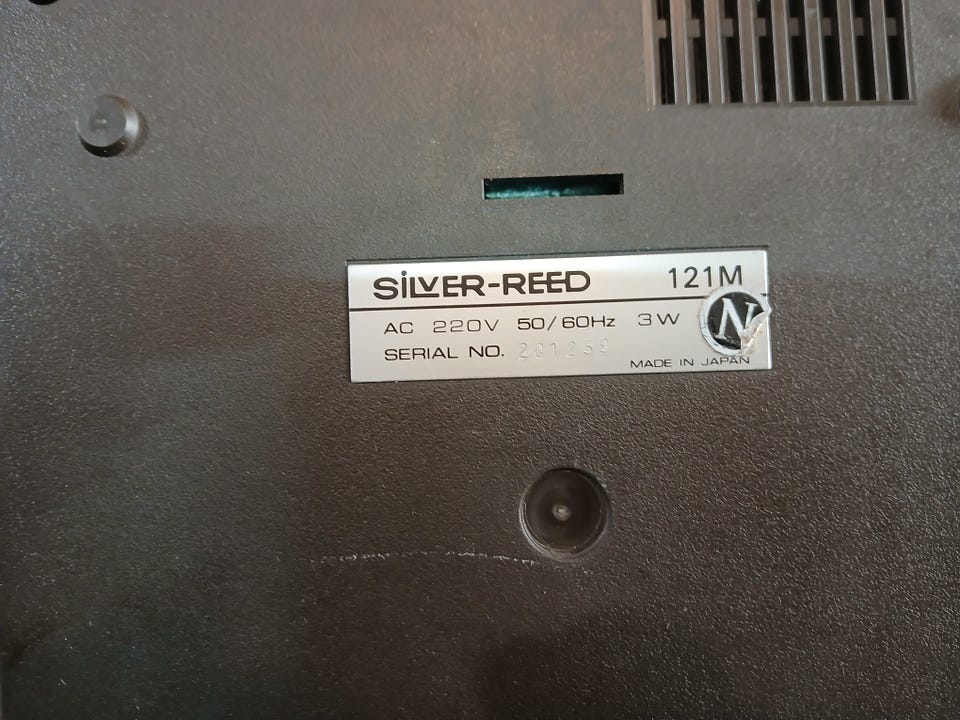 SILVER-REED 121M
AC 220V 50/60Hz 3W
SERIAL NO. 201259
N
MADE IN JAPAN